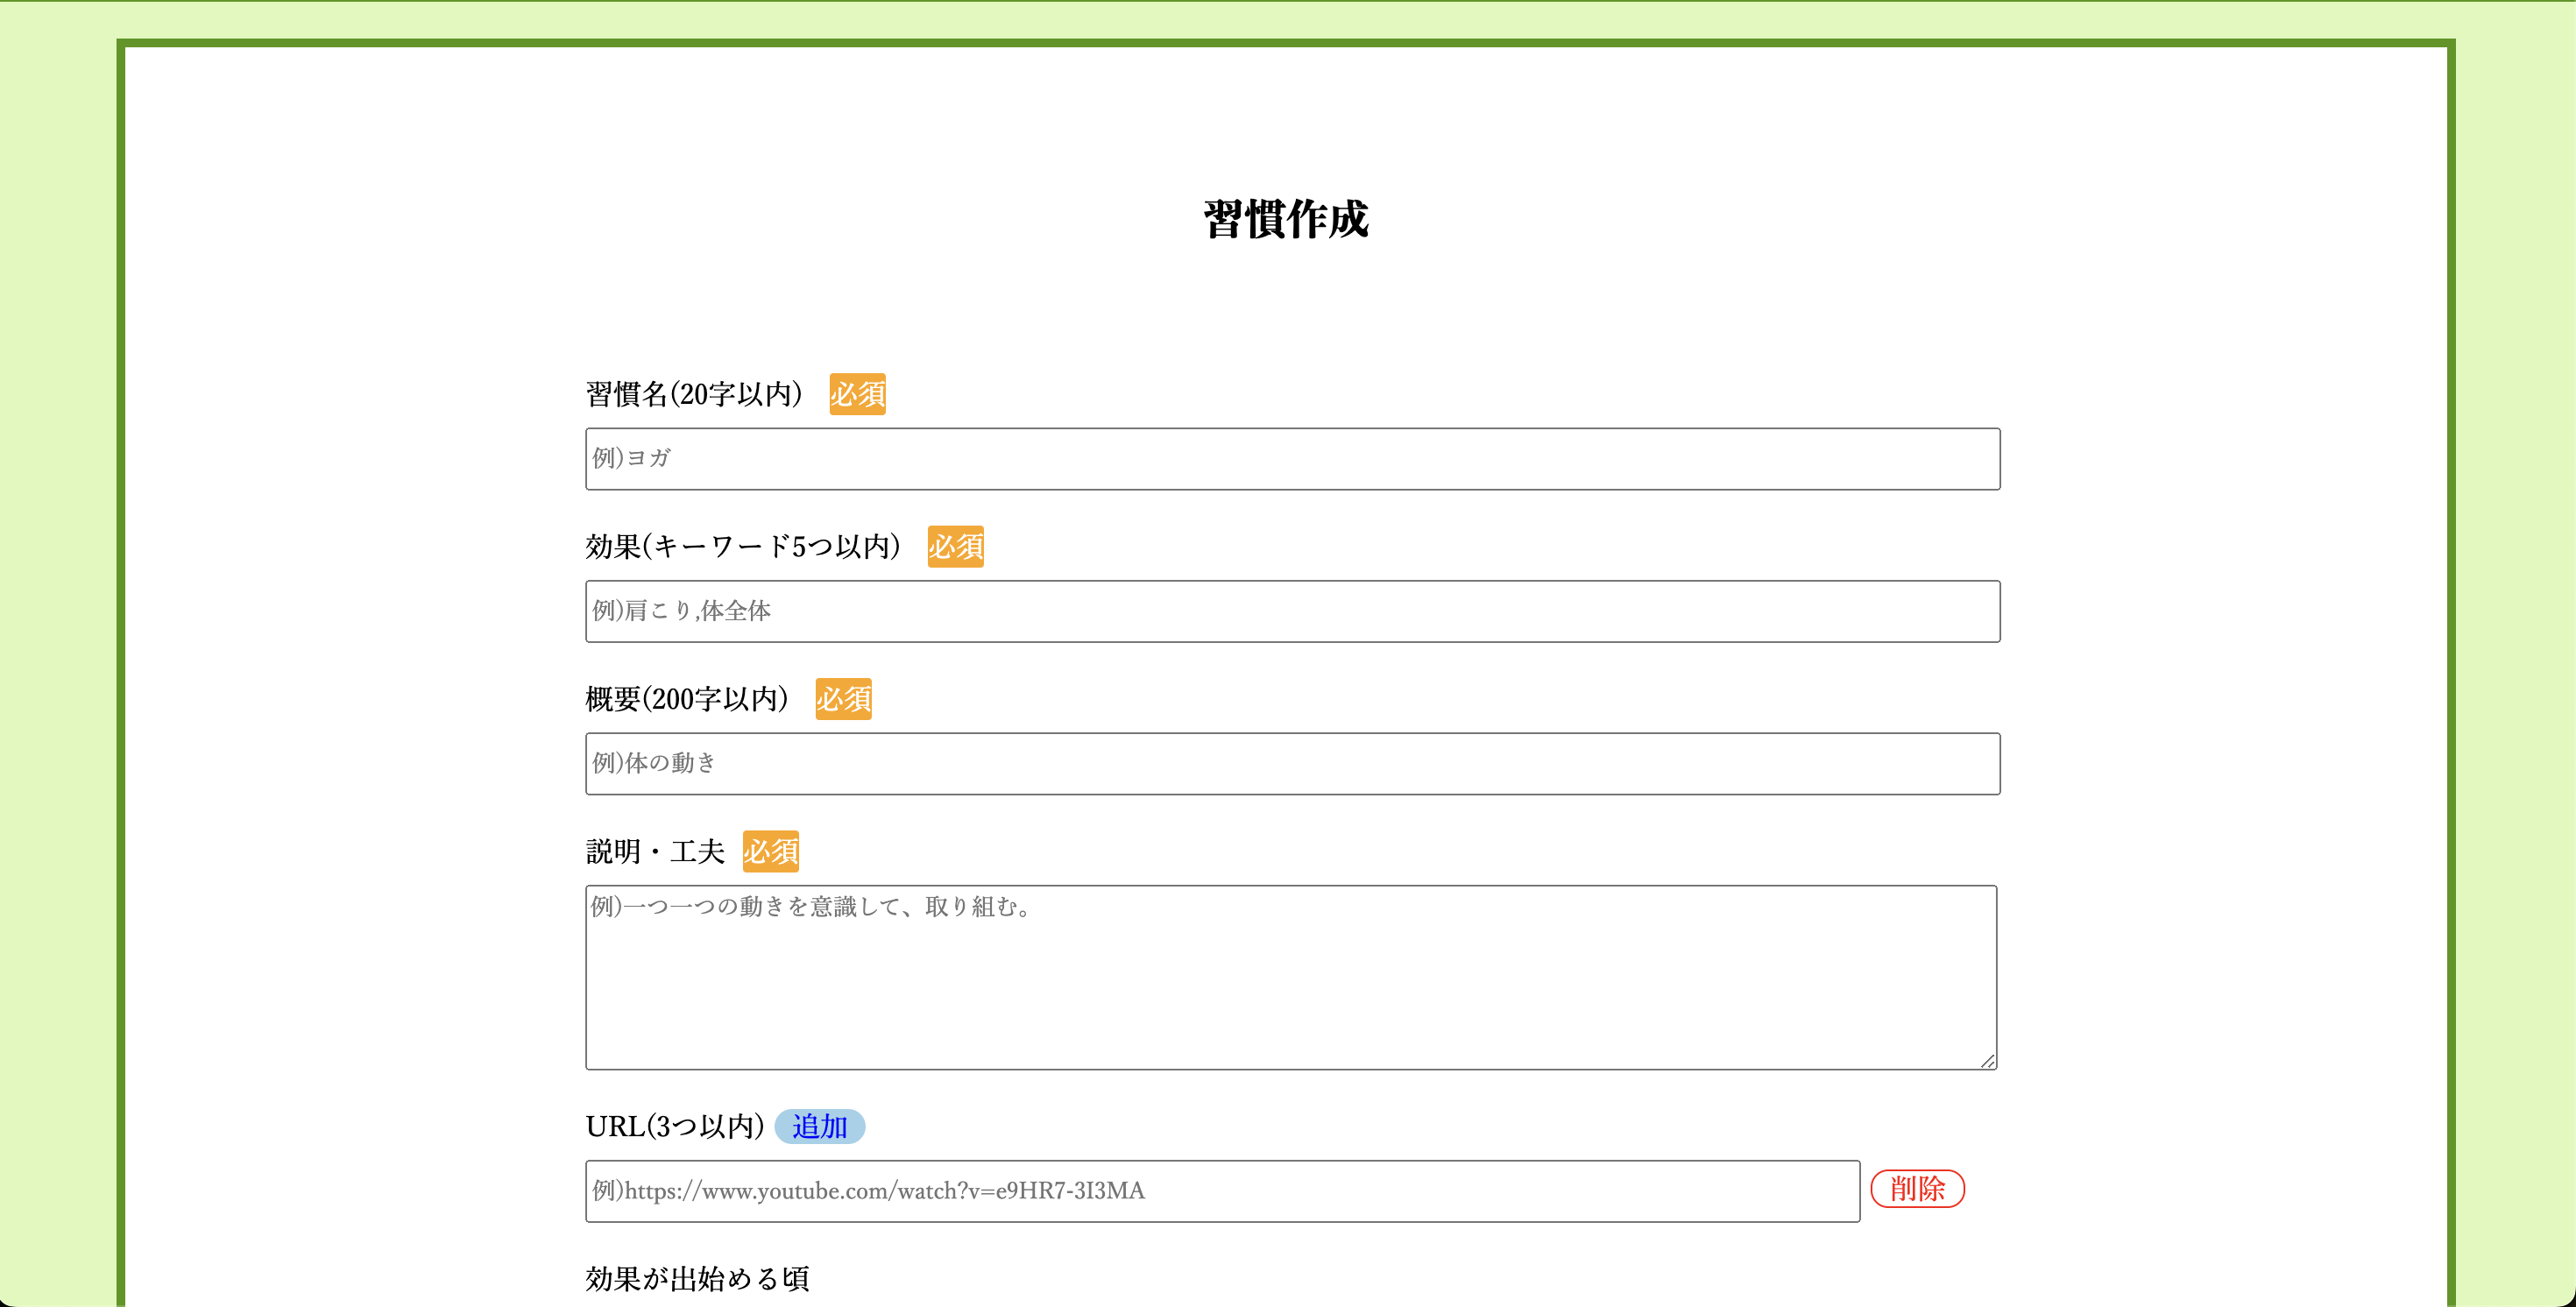 習慣作成
習慣名(20字以内) 必須
例)ヨガ
効果(キーワード5つ以内) 必須
例)肩こり,体全体
概要(200字以内) 必須
例)体の動き
説明・工夫 必須
例)一つ一つの動きを意識して、取り組む。
URL(3つ以内) 追加
例)https://www.youtube.com/watch?v=e9HR7-3I3MA 削除
効果が出始める頃